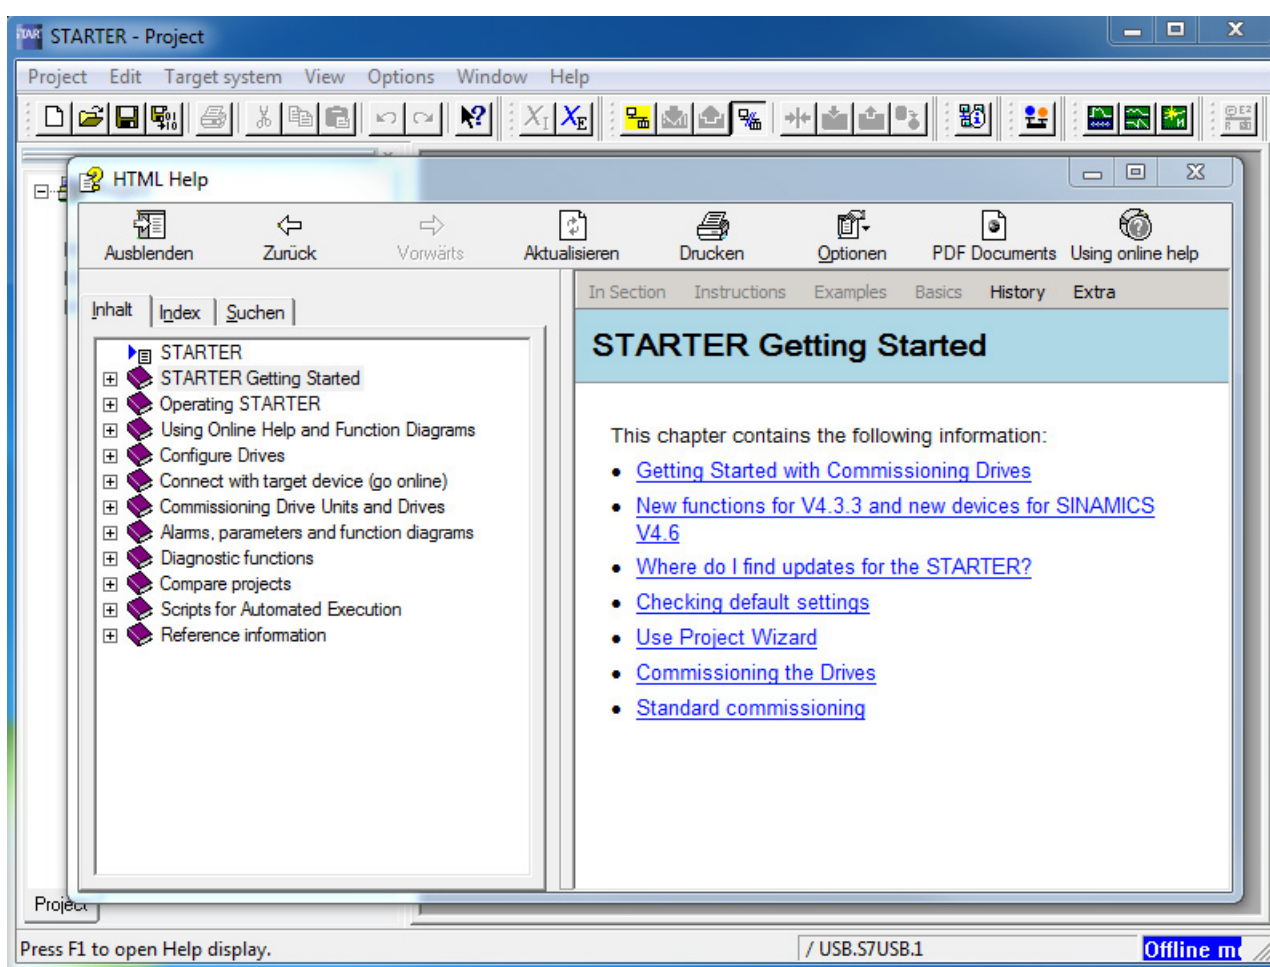 STARTER - Project
Project Edit Target system View Options Window Help
HTML Help
Ausblenden Zurück Vorwärts Aktualisieren Drucken Optionen PDF Documents Using online help
In Section Instructions Examples Basics History Extra
Inhalt Index Suchen
STARTER Getting Started
STARTER
STARTER Getting Started
Operating STARTER
Using Online Help and Function Diagrams
Configure Drives
Connect with target device (go online)
Commissioning Drive Units and Drives
Alarms, parameters and function diagrams
Diagnostic functions
Compare projects
Scripts for Automated Execution
Reference information
This chapter contains the following information:
• Getting Started with Commissioning Drives
• New functions for V4.3.3 and new devices for SINAMICS
V4.6
• Where do I find updates for the STARTER?
• Checking default settings
• Use Project Wizard
• Commissioning the Drives
• Standard commissioning
Project
Press F1 to open Help display. / USB.S7USB.1 Offline